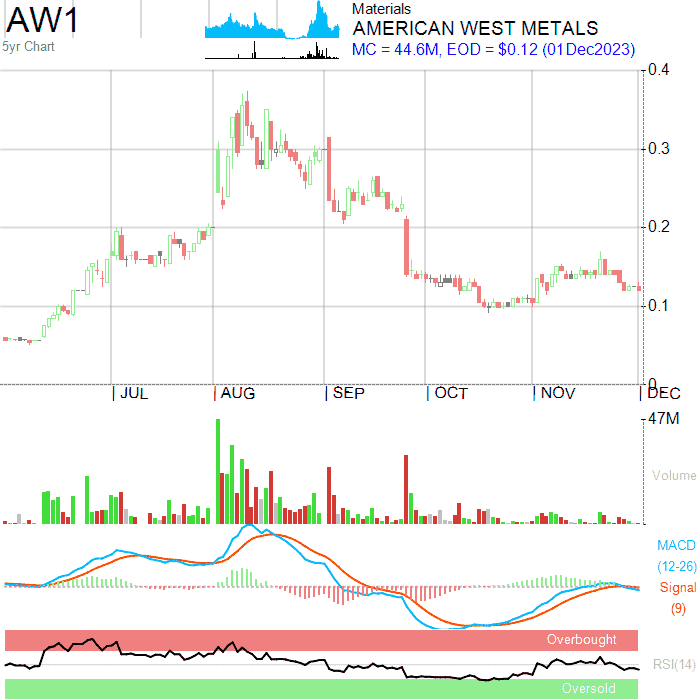 AW1
5yr Chart
Materials
AMERICAN WEST METALS
MC = 44.6M, EOD = $0.12 (01Dec2023)
0.4
0.3
0.2
0.1
0
JUL
AUG
SEP
OCT
NOV
DEC
47M
Volume
MACD
(12-26)
Signal
(9)
Overbought
RSI(14)
Oversold